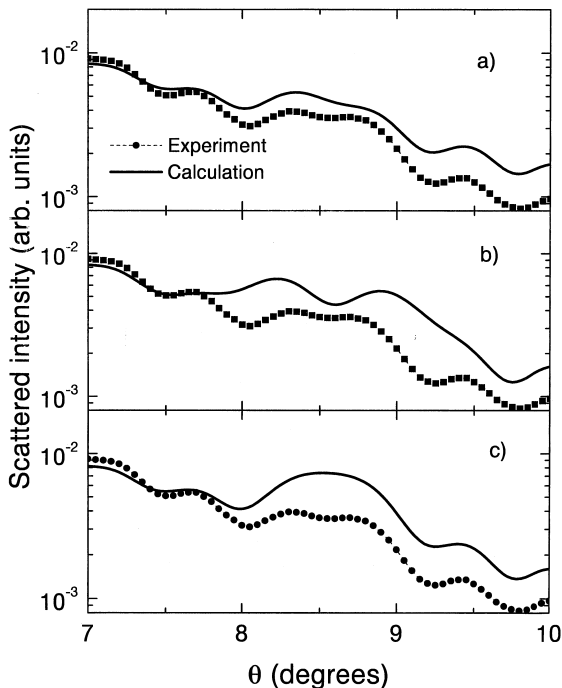 Scattered intensity (arb. units)
10⁻²
a)
Experiment
Calculation
10⁻³
10⁻²
b)
10⁻³
10⁻²
c)
10⁻³
7 8 9 10
θ (degrees)